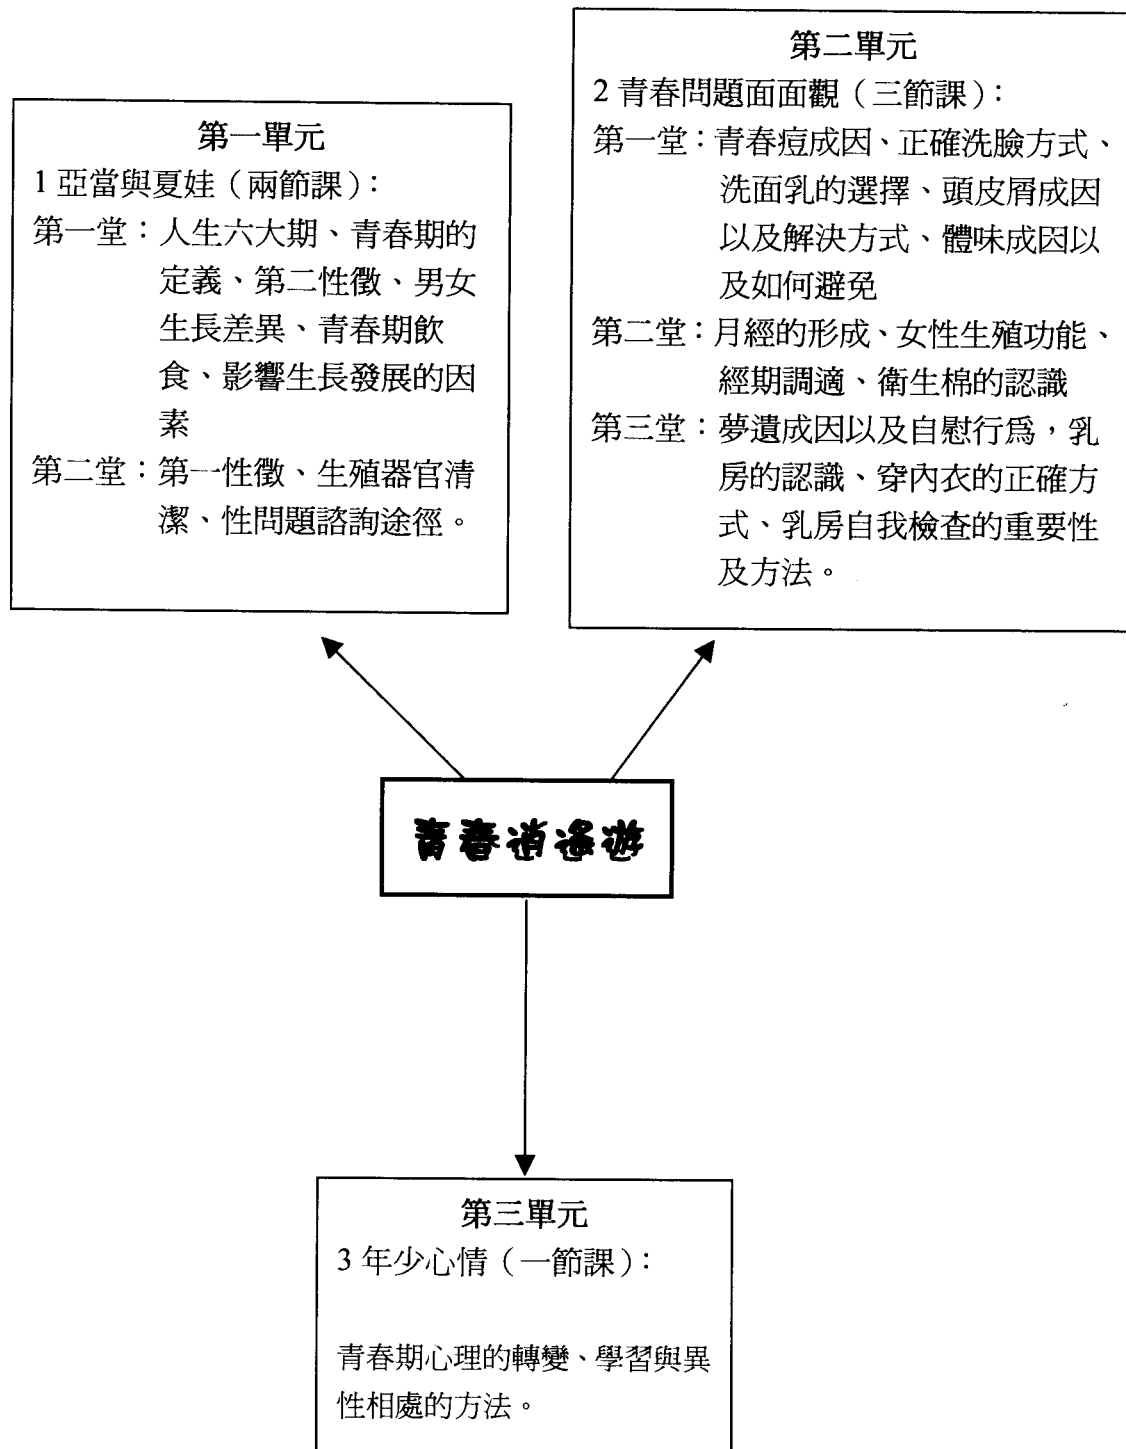 第一單元
1 亞當與夏娃（兩節課）：
第一堂：人生六大期、青春期的
定義、第二性徵、男女
生長差異、青春期飲
食、影響生長發展的因
素
第二堂：第一性徵、生殖器官清
潔、性問題諮詢途徑。
第二單元
2 青春問題面面觀（三節課）：
第一堂：青春痘成因、正確洗臉方式、
洗面乳的選擇、頭皮屑成因
以及解決方式、體味成因以
及如何避免
第二堂：月經的形成、女性生殖功能、
經期調適、衛生棉的認識
第三堂：夢遺成因以及自慰行為，乳
房的認識、穿內衣的正確方
式、乳房自我檢查的重要性
及方法。
青春逍遙遊
第三單元
3 年少心情（一節課）：
青春期心理的轉變、學習與異
性相處的方法。